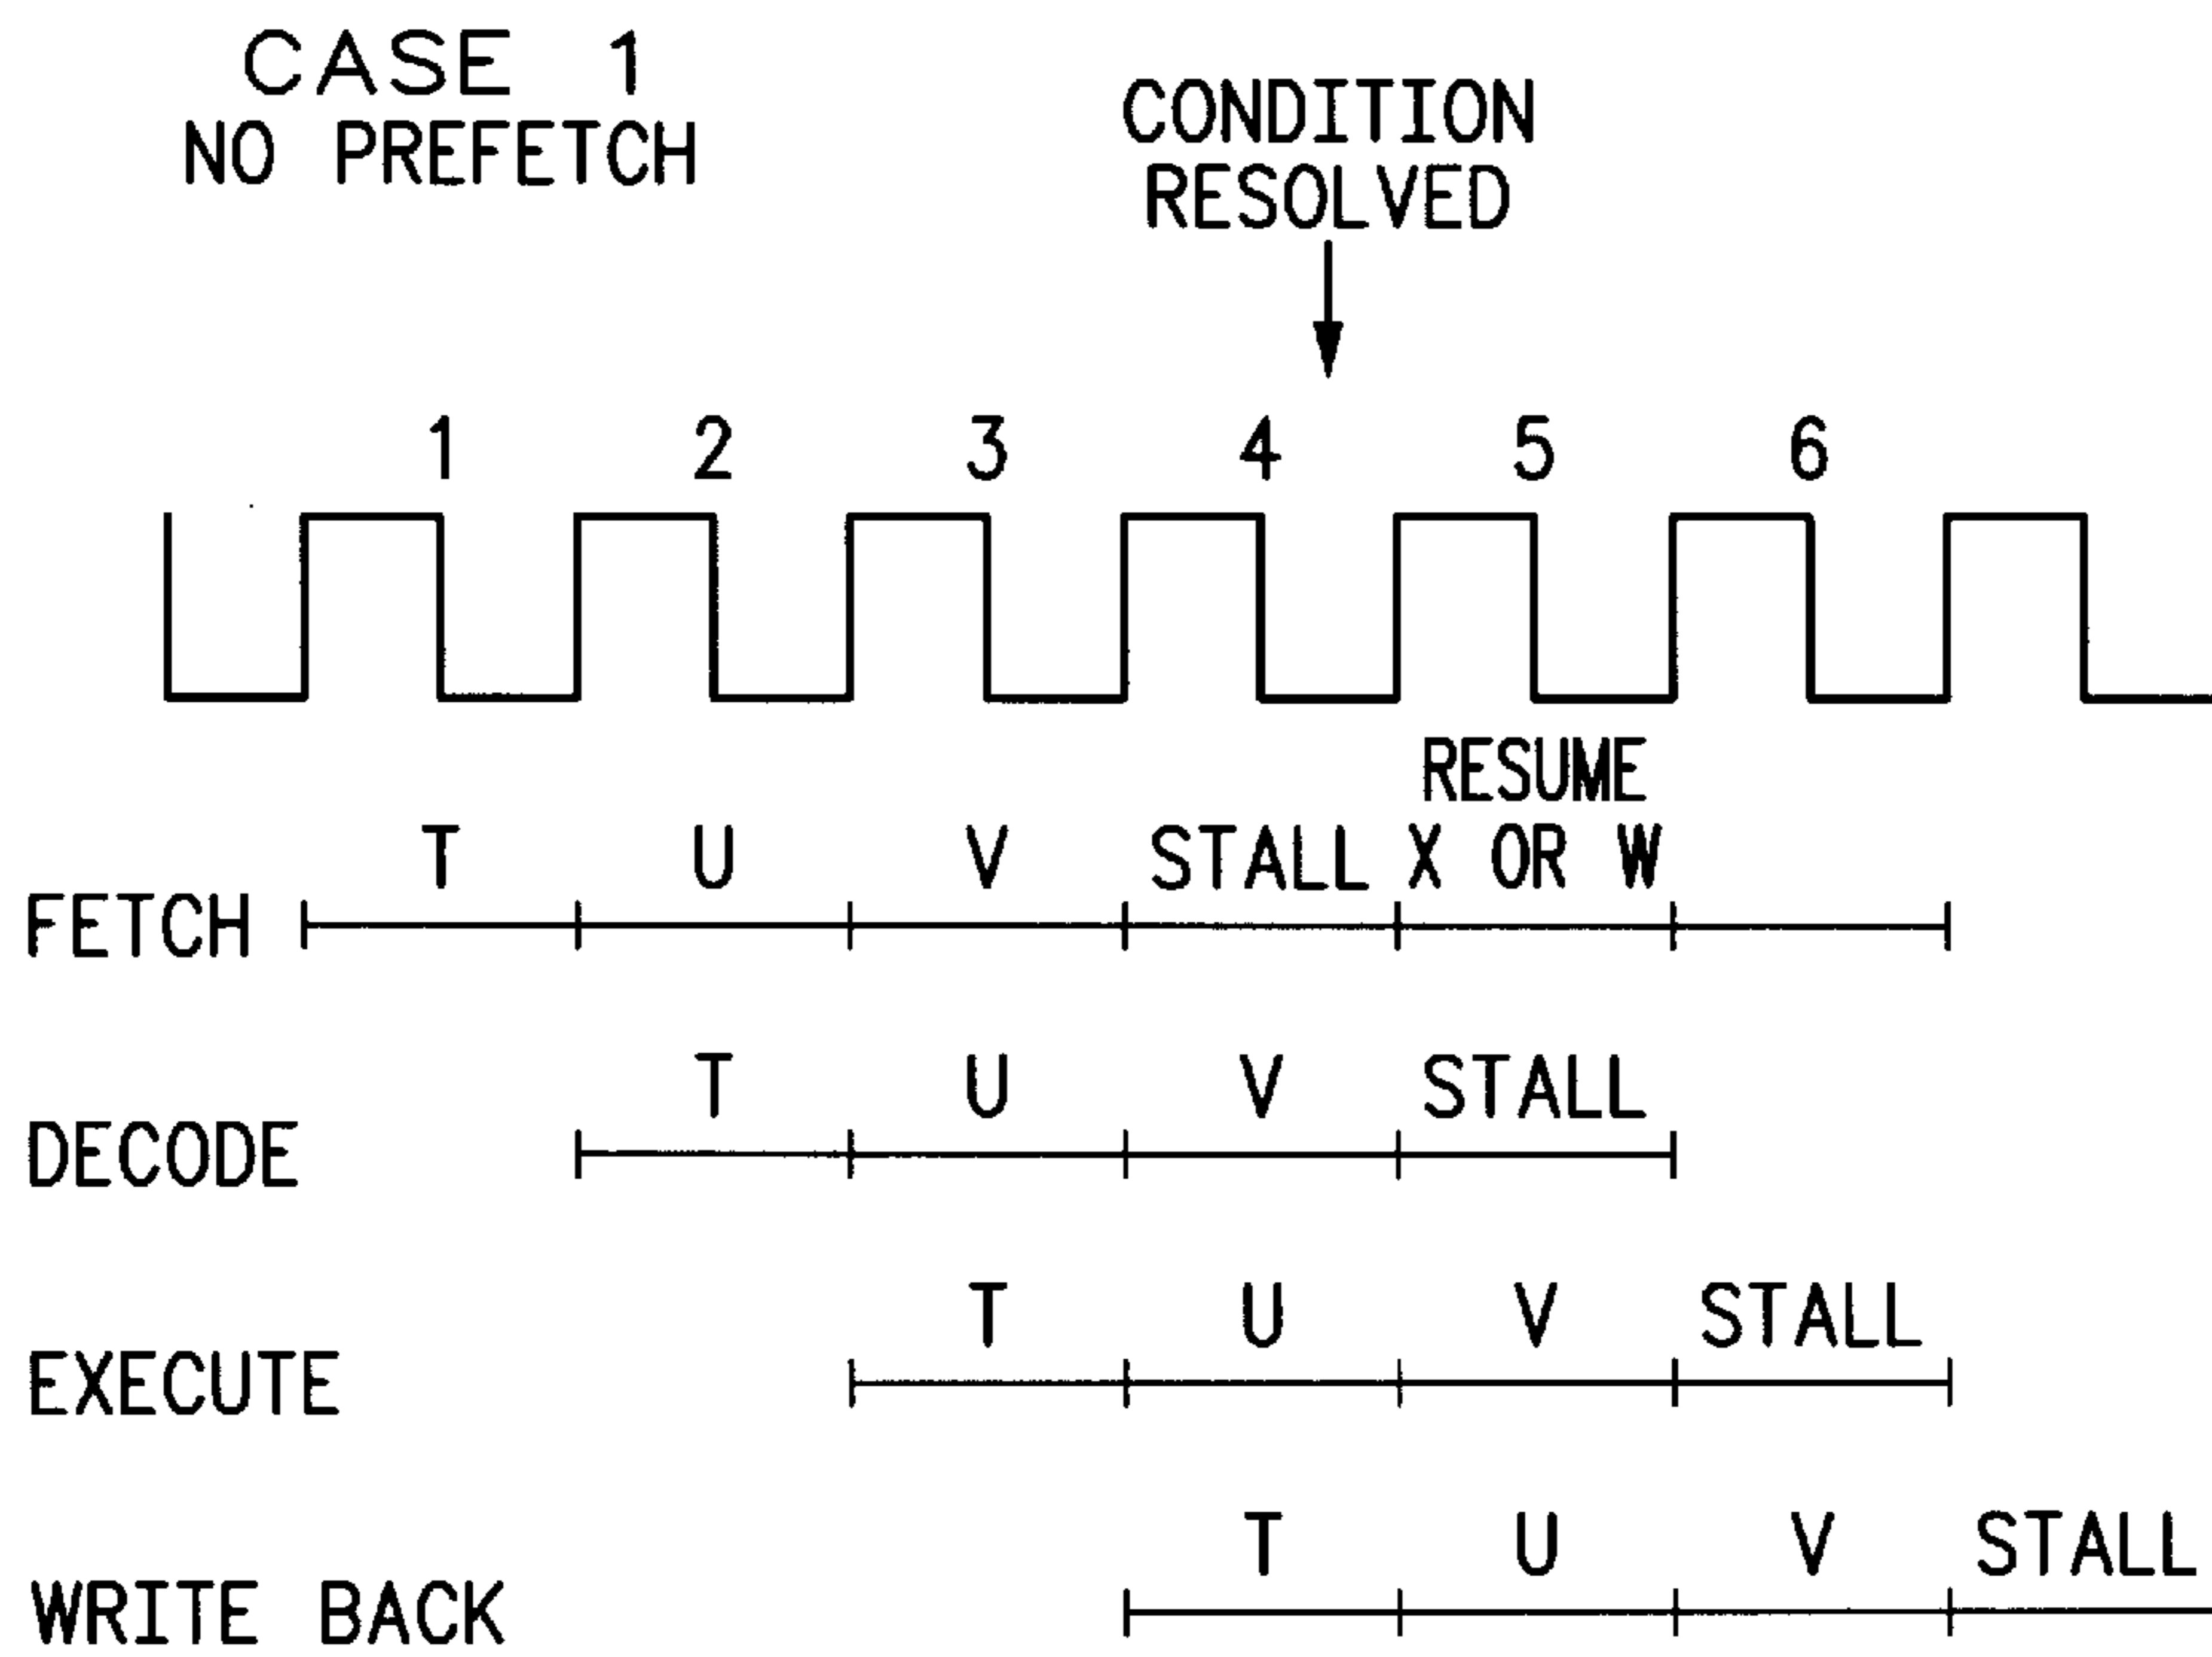 CASE 1
NO PREFETCH
CONDITION
RESOLVED
1 2 3 4 5 6
RESUME
T U V STALL X OR W
FETCH
T U V STALL
DECODE
T U V STALL
EXECUTE
T U V STALL
WRITE BACK